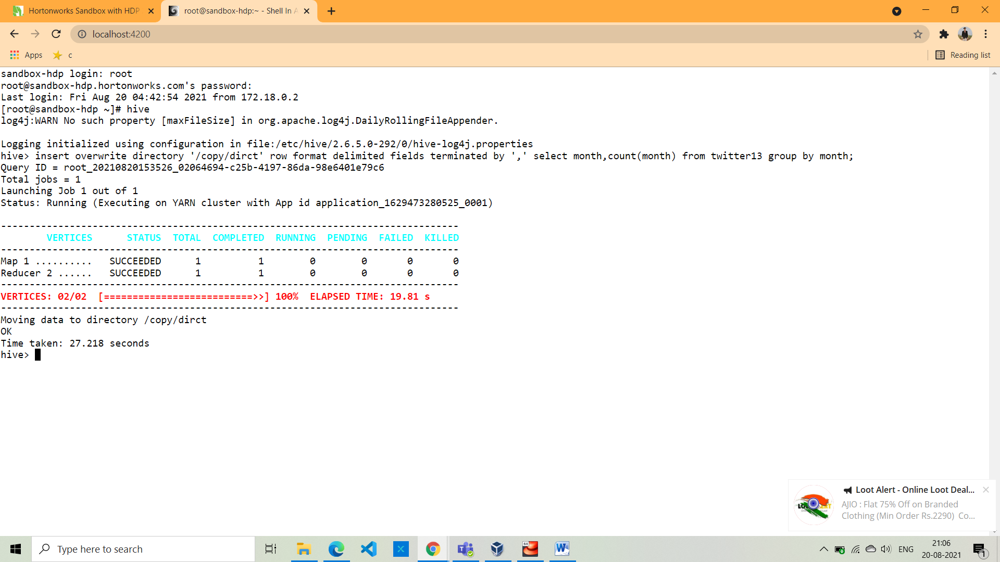 Hortonworks Sandbox with HDP
root@sandbox-hdp:~ - Shell In A
localhost:4200
Apps
c
Reading list
sandbox-hdp login: root
root@sandbox-hdp.hortonworks.com's password:
Last login: Fri Aug 20 04:42:54 2021 from 172.18.0.2
[root@sandbox-hdp ~]# hive
log4j:WARN No such property [maxFileSize] in org.apache.log4j.DailyRollingFileAppender.

Logging initialized using configuration in file:/etc/hive/2.6.5.0-292/0/hive-log4j.properties
hive> insert overwrite directory '/copy/dirct' row format delimited fields terminated by ',' select month,count(month) from twitter13 group by month;
Query ID = root_20210820153526_02064694-c25b-4197-86da-98e6401e79c6
Total jobs = 1
Launching Job 1 out of 1
Status: Running (Executing on YARN cluster with App id application_1629473280525_0001)

--------------------------------------------------------------------------------
        VERTICES      STATUS  TOTAL  COMPLETED  RUNNING  PENDING  FAILED  KILLED
--------------------------------------------------------------------------------
Map 1 ..........   SUCCEEDED      1          1        0        0       0       0
Reducer 2 ......   SUCCEEDED      1          1        0        0       0       0
--------------------------------------------------------------------------------
VERTICES: 02/02  [==========================>>] 100%  ELAPSED TIME: 19.81 s
--------------------------------------------------------------------------------
Moving data to directory /copy/dirct
OK
Time taken: 27.218 seconds
hive>
Loot Alert - Online Loot Deal...
AJIO : Flat 75% Off on Branded
Clothing (Min Order Rs.2290) Co...
Type here to search
64
ENG
21:06
20-08-2021
1